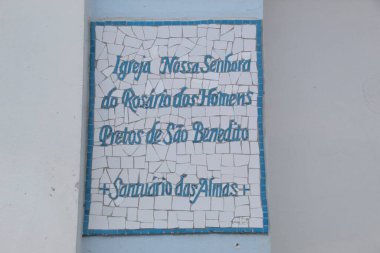 Igreja Nossa Senhora
do Rosário dos Homens
Pretos de São Benedito
+Santuário das Almas+